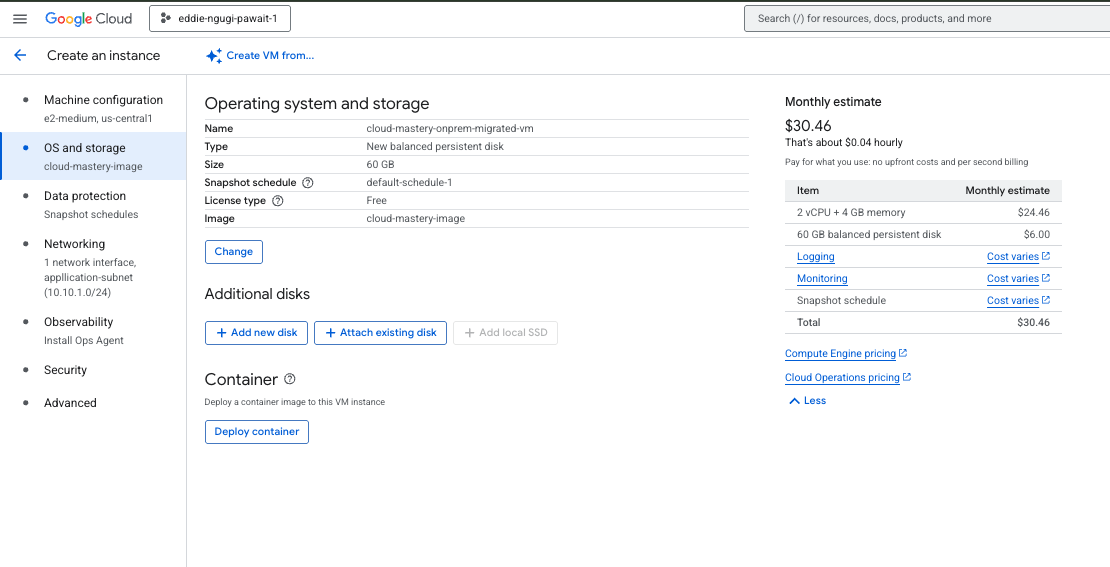 Google Cloud
eddie-ngugi-pawait-1
Search (/) for resources, docs, products, and more
Create an instance
Create VM from...
Machine configuration
e2-medium, us-central1
OS and storage
cloud-mastery-image
Data protection
Snapshot schedules
Networking
1 network interface,
appllication-subnet
(10.10.1.0/24)
Observability
Install Ops Agent
Security
Advanced
Operating system and storage
Name cloud-mastery-onprem-migrated-vm
Type New balanced persistent disk
Size 60 GB
Snapshot schedule default-schedule-1
License type Free
Image cloud-mastery-image
Change
Additional disks
+ Add new disk + Attach existing disk + Add local SSD
Container
Deploy a container image to this VM instance
Deploy container
Monthly estimate
$30.46
That's about $0.04 hourly
Pay for what you use: no upfront costs and per second billing
Item Monthly estimate
2 vCPU + 4 GB memory $24.46
60 GB balanced persistent disk $6.00
Logging Cost varies
Monitoring Cost varies
Snapshot schedule Cost varies
Total $30.46
Compute Engine pricing
Cloud Operations pricing
Less